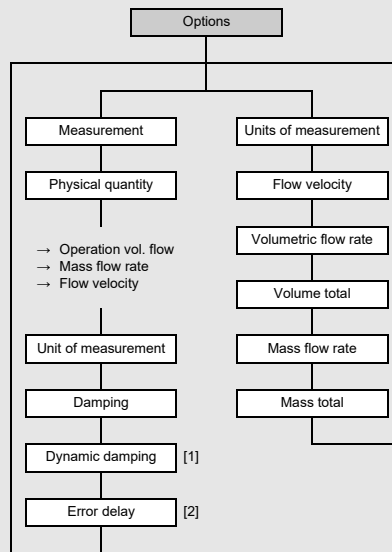 Options
Measurement
Physical quantity
→ Operation vol. flow
→ Mass flow rate
→ Flow velocity
Unit of measurement
Damping
Dynamic damping [1]
Error delay [2]
Units of measurement
Flow velocity
Volumetric flow rate
Volume total
Mass flow rate
Mass total